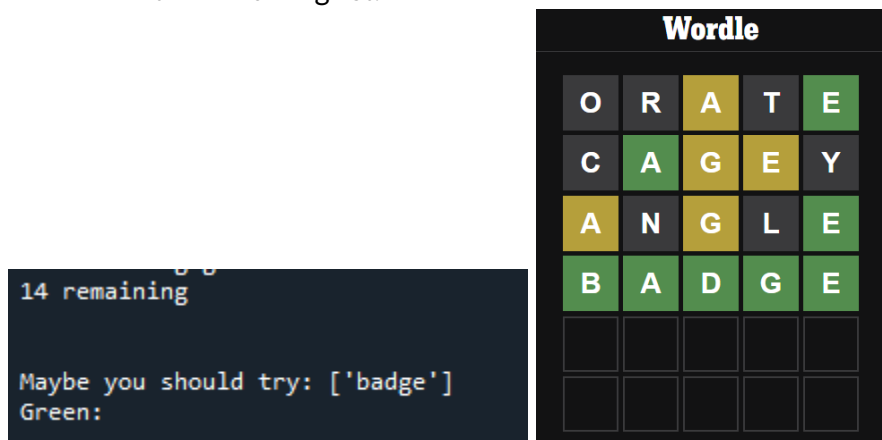 14 remaining
Maybe you should try: ['badge']
Green:
Wordle
O R A T E
C A G E Y
A N G L E
B A D G E